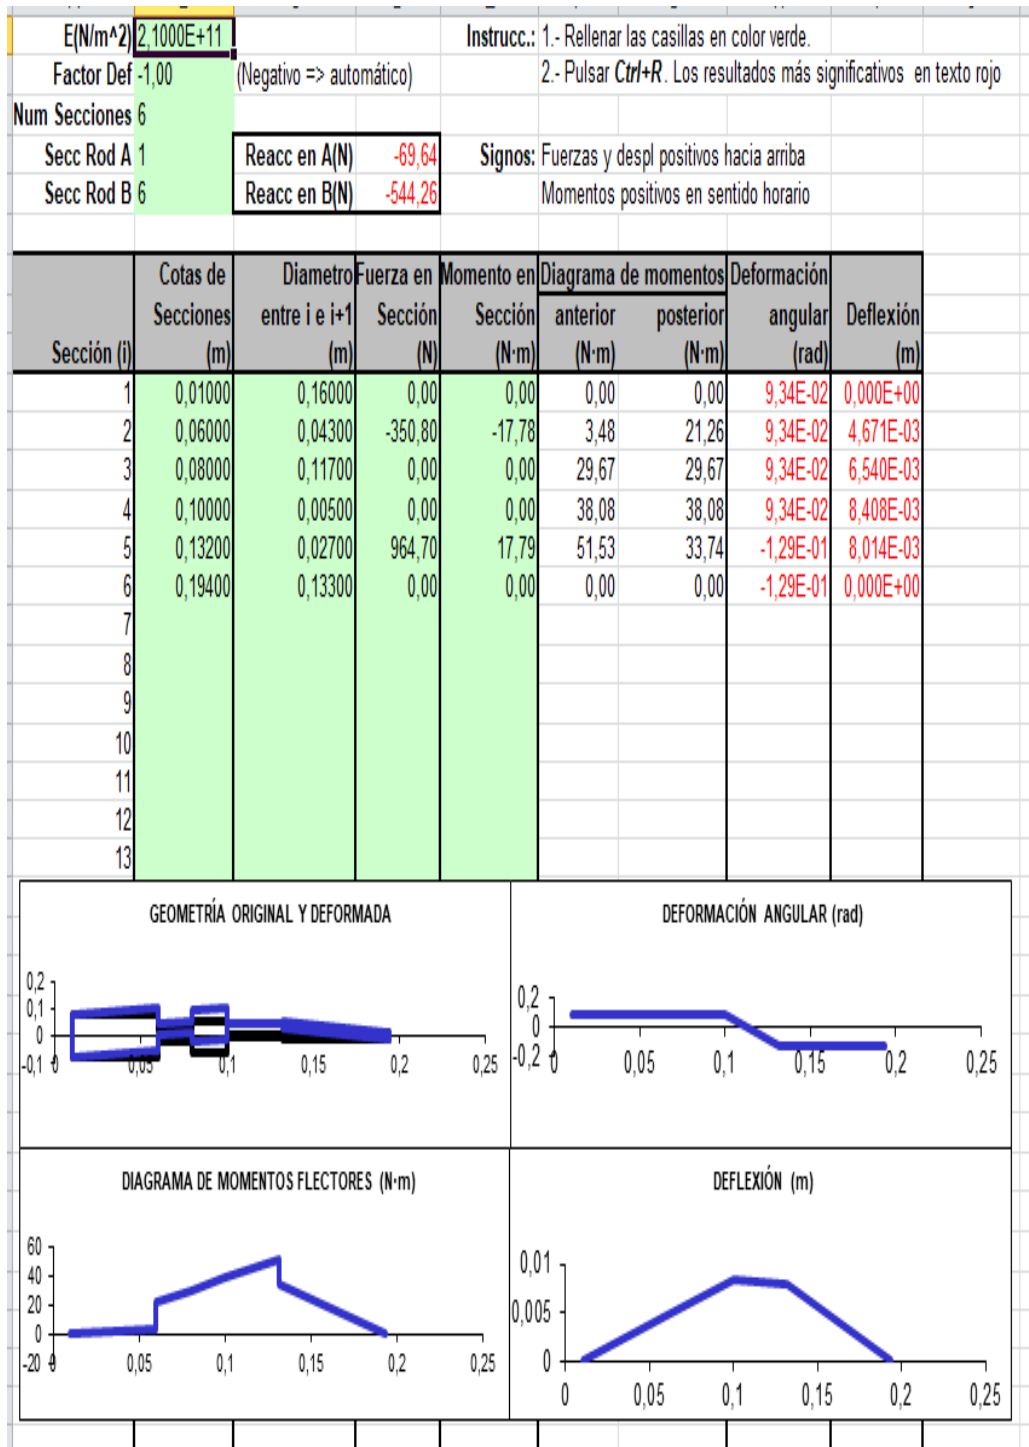 E(N/m^2) 2,1000E+11 Instrucc.: 1.- Rellenar las casillas en color verde.
Factor Def -1,00 (Negativo => automático) 2.- Pulsar Ctrl+R. Los resultados más significativos en texto rojo
Num Secciones 6
Secc Rod A 1 Reacc en A(N) -69,64 Signos: Fuerzas y despl positivos hacia arriba
Secc Rod B 6 Reacc en B(N) -544,26 Momentos positivos en sentido horario
Cotas de Diametro Fuerza en Momento en Diagrama de momentos Deformación
Secciones entre i e i+1 Sección Sección anterior posterior angular Deflexión
Sección (i) (m) (m) (N) (N·m) (N·m) (N·m) (rad) (m)
1 0,01000 0,16000 0,00 0,00 0,00 0,00 9,34E-02 0,000E+00
2 0,06000 0,04300 -350,80 -17,78 3,48 21,26 9,34E-02 4,671E-03
3 0,08000 0,11700 0,00 0,00 29,67 29,67 9,34E-02 6,540E-03
4 0,10000 0,00500 0,00 0,00 38,08 38,08 9,34E-02 8,408E-03
5 0,13200 0,02700 964,70 17,79 51,53 33,74 -1,29E-01 8,014E-03
6 0,19400 0,13300 0,00 0,00 0,00 0,00 -1,29E-01 0,000E+00
7
8
9
10
11
12
13
GEOMETRÍA ORIGINAL Y DEFORMADA
0,2
0,1
0
-0,1 0 0,05 0,1 0,15 0,2 0,25
DEFORMACIÓN ANGULAR (rad)
0,2
0
-0,2 0 0,05 0,1 0,15 0,2 0,25
DIAGRAMA DE MOMENTOS FLECTORES (N·m)
60
40
20
0
-20 0 0,05 0,1 0,15 0,2 0,25
DEFLEXIÓN (m)
0,01
0,005
0
0 0,05 0,1 0,15 0,2 0,25